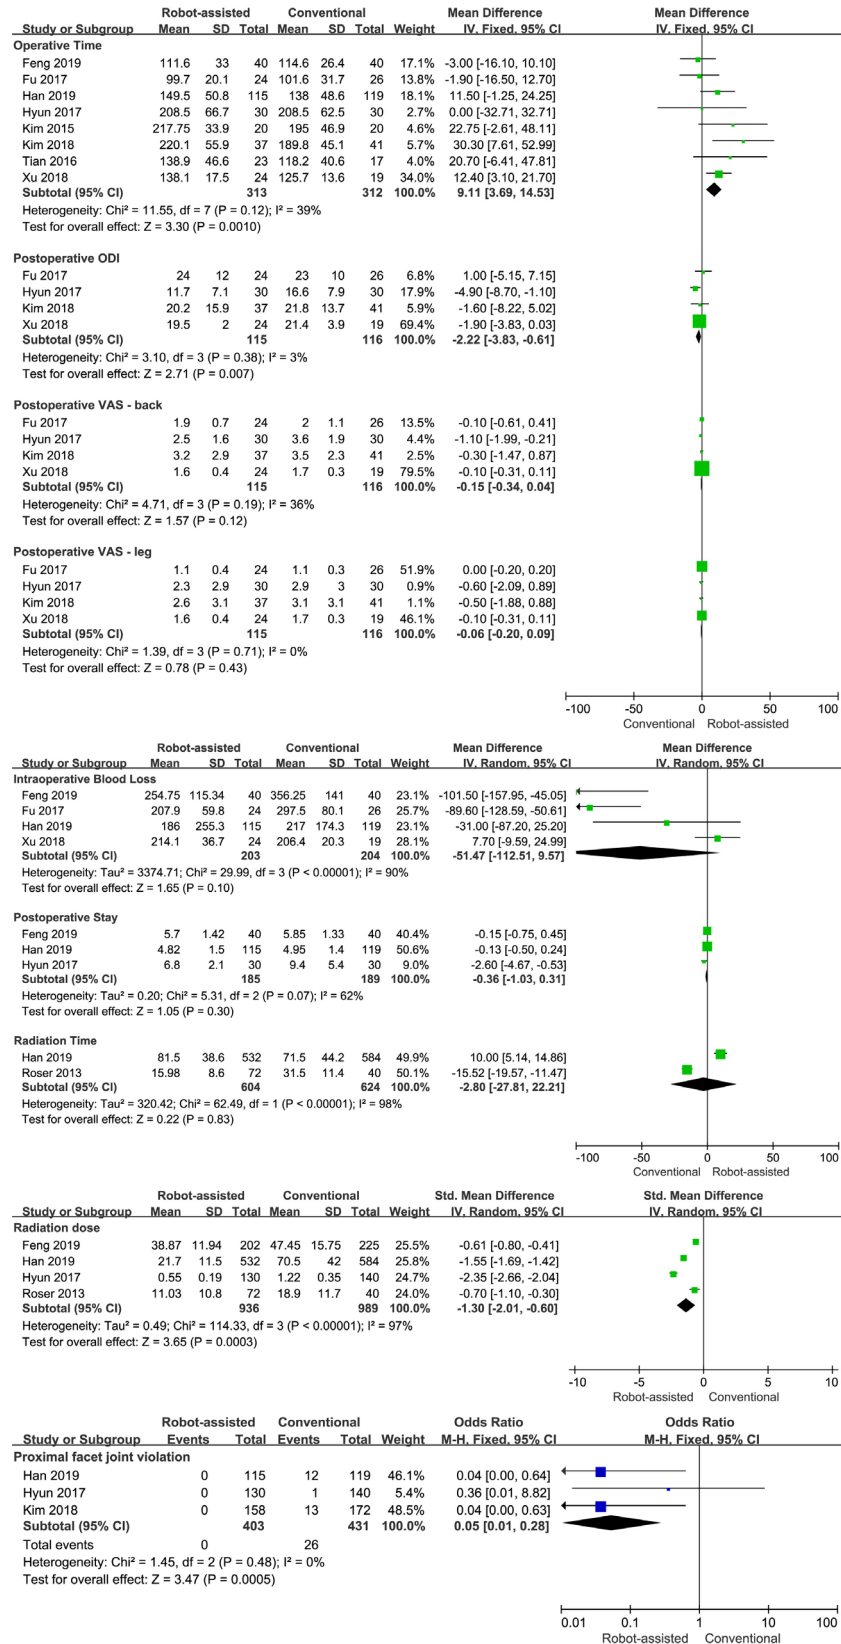 Robot-assisted Conventional Mean Difference Mean Difference
Study or Subgroup Mean SD Total Mean SD Total Weight IV, Fixed, 95% CI IV, Fixed, 95% CI
Operative Time
Feng 2019 111.6 33 40 114.6 26.4 40 17.1% -3.00 [-16.10, 10.10]
Fu 2017 99.7 20.1 24 101.6 31.7 26 13.8% -1.90 [-16.50, 12.70]
Han 2019 149.5 50.8 115 138 48.6 119 18.1% 11.50 [-1.25, 24.25]
Hyun 2017 208.5 66.7 30 208.5 62.5 30 2.7% 0.00 [-32.71, 32.71]
Kim 2015 217.75 33.9 20 195 46.9 20 4.6% 22.75 [-2.61, 48.11]
Kim 2018 220.1 55.9 37 189.8 45.1 41 5.7% 30.30 [7.61, 52.99]
Tian 2016 138.9 46.6 23 118.2 40.6 17 4.0% 20.70 [-6.41, 47.81]
Xu 2018 138.1 17.5 24 125.7 13.6 19 34.0% 12.40 [3.10, 21.70]
Subtotal (95% CI) 313 312 100.0% 9.11 [3.69, 14.53]
Heterogeneity: Chi² = 11.55, df = 7 (P = 0.12); I² = 39%
Test for overall effect: Z = 3.30 (P = 0.0010)
Postoperative ODI
Fu 2017 24 12 24 23 10 26 6.8% 1.00 [-5.15, 7.15]
Hyun 2017 11.7 7.1 30 16.6 7.9 30 17.9% -4.90 [-8.70, -1.10]
Kim 2018 20.2 15.9 37 21.8 13.7 41 5.9% -1.60 [-8.22, 5.02]
Xu 2018 19.5 2 24 21.4 3.9 19 69.4% -1.90 [-3.83, 0.03]
Subtotal (95% CI) 115 116 100.0% -2.22 [-3.83, -0.61]
Heterogeneity: Chi² = 3.10, df = 3 (P = 0.38); I² = 3%
Test for overall effect: Z = 2.71 (P = 0.007)
Postoperative VAS - back
Fu 2017 1.9 0.7 24 2 1.1 26 13.5% -0.10 [-0.61, 0.41]
Hyun 2017 2.5 1.6 30 3.6 1.9 30 4.4% -1.10 [-1.99, -0.21]
Kim 2018 3.2 2.9 37 3.5 2.3 41 2.5% -0.30 [-1.47, 0.87]
Xu 2018 1.6 0.4 24 1.7 0.3 19 79.5% -0.10 [-0.31, 0.11]
Subtotal (95% CI) 115 116 100.0% -0.15 [-0.34, 0.04]
Heterogeneity: Chi² = 4.71, df = 3 (P = 0.19); I² = 36%
Test for overall effect: Z = 1.57 (P = 0.12)
Postoperative VAS - leg
Fu 2017 1.1 0.4 24 1.1 0.3 26 51.9% 0.00 [-0.20, 0.20]
Hyun 2017 2.3 2.9 30 2.9 3 30 0.9% -0.60 [-2.09, 0.89]
Kim 2018 2.6 3.1 37 3.1 3.1 41 1.1% -0.50 [-1.88, 0.88]
Xu 2018 1.6 0.4 24 1.7 0.3 19 46.1% -0.10 [-0.31, 0.11]
Subtotal (95% CI) 115 116 100.0% -0.06 [-0.20, 0.09]
Heterogeneity: Chi² = 1.39, df = 3 (P = 0.71); I² = 0%
Test for overall effect: Z = 0.78 (P = 0.43)
-100 -50 0 50 100
Conventional Robot-assisted
Robot-assisted Conventional Mean Difference Mean Difference
Study or Subgroup Mean SD Total Mean SD Total Weight IV, Random, 95% CI IV, Random, 95% CI
Intraoperative Blood Loss
Feng 2019 254.75 115.34 40 356.25 141 40 23.1% -101.50 [-157.95, -45.05]
Fu 2017 207.9 59.8 24 297.5 80.1 26 25.7% -89.60 [-128.59, -50.61]
Han 2019 186 255.3 115 217 174.3 119 23.1% -31.00 [-87.20, 25.20]
Xu 2018 214.1 36.7 24 206.4 20.3 19 28.1% 7.70 [-9.59, 24.99]
Subtotal (95% CI) 203 204 100.0% -51.47 [-112.51, 9.57]
Heterogeneity: Tau² = 3374.71; Chi² = 29.99, df = 3 (P < 0.00001); I² = 90%
Test for overall effect: Z = 1.65 (P = 0.10)
Postoperative Stay
Feng 2019 5.7 1.42 40 5.85 1.33 40 40.4% -0.15 [-0.75, 0.45]
Han 2019 4.82 1.5 115 4.95 1.4 119 50.6% -0.13 [-0.50, 0.24]
Hyun 2017 6.8 2.1 30 9.4 5.4 30 9.0% -2.60 [-4.67, -0.53]
Subtotal (95% CI) 185 189 100.0% -0.36 [-1.03, 0.31]
Heterogeneity: Tau² = 0.20; Chi² = 5.31, df = 2 (P = 0.07); I² = 62%
Test for overall effect: Z = 1.05 (P = 0.30)
Radiation Time
Han 2019 81.5 38.6 532 71.5 44.2 584 49.9% 10.00 [5.14, 14.86]
Roser 2013 15.98 8.6 72 31.5 11.4 40 50.1% -15.52 [-19.57, -11.47]
Subtotal (95% CI) 604 624 100.0% -2.80 [-27.81, 22.21]
Heterogeneity: Tau² = 320.42; Chi² = 62.49, df = 1 (P < 0.00001); I² = 98%
Test for overall effect: Z = 0.22 (P = 0.83)
-100 -50 0 50 100
Conventional Robot-assisted
Robot-assisted Conventional Std. Mean Difference Std. Mean Difference
Study or Subgroup Mean SD Total Mean SD Total Weight IV, Random, 95% CI IV, Random, 95% CI
Radiation dose
Feng 2019 38.87 11.94 202 47.45 15.75 225 25.5% -0.61 [-0.80, -0.41]
Han 2019 21.7 11.5 532 70.5 42 584 25.8% -1.55 [-1.69, -1.42]
Hyun 2017 0.55 0.19 130 1.22 0.35 140 24.7% -2.35 [-2.66, -2.04]
Roser 2013 11.03 10.8 72 18.9 11.7 40 24.0% -0.70 [-1.10, -0.30]
Subtotal (95% CI) 936 989 100.0% -1.30 [-2.01, -0.60]
Heterogeneity: Tau² = 0.49; Chi² = 114.33, df = 3 (P < 0.00001); I² = 97%
Test for overall effect: Z = 3.65 (P = 0.0003)
-10 -5 0 5 10
Robot-assisted Conventional
Robot-assisted Conventional Odds Ratio Odds Ratio
Study or Subgroup Events Total Events Total Weight M-H, Fixed, 95% CI M-H, Fixed, 95% CI
Proximal facet joint violation
Han 2019 0 115 12 119 46.1% 0.04 [0.00, 0.64]
Hyun 2017 0 130 1 140 5.4% 0.36 [0.01, 8.82]
Kim 2018 0 158 13 172 48.5% 0.04 [0.00, 0.63]
Subtotal (95% CI) 403 431 100.0% 0.05 [0.01, 0.28]
Total events 0 26
Heterogeneity: Chi² = 1.45, df = 2 (P = 0.48); I² = 0%
Test for overall effect: Z = 3.47 (P = 0.0005)
0.01 0.1 1 10 100
Robot-assisted Conventional